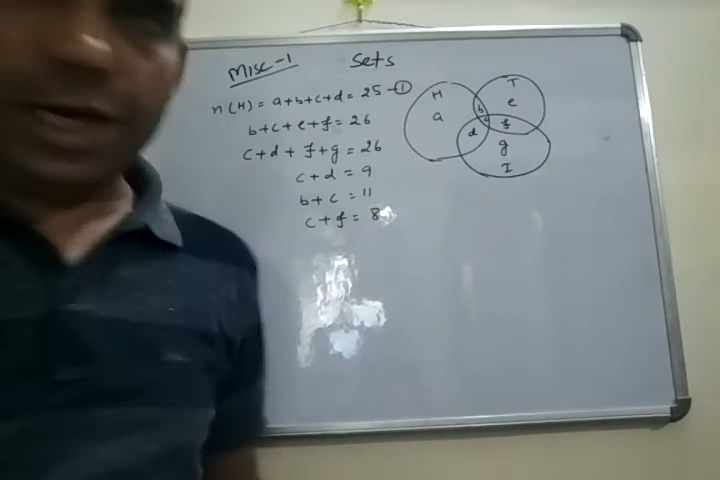 Misc-1 Sets
n(H) = a+b+c+d = 25 -①
b+c+e+f = 26
c+d+f+g = 26
c+d = 9
b+c = 11
c+f = 8
H T
a b e
c f
d g
I